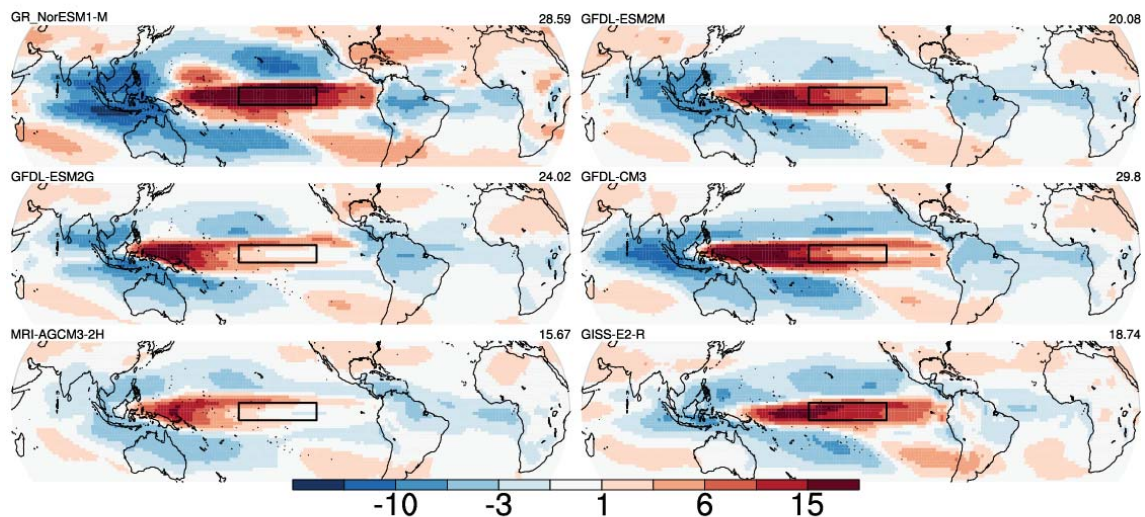 GR_NorESM1-M 28.59
GFDL-ESM2M 20.08
GFDL-ESM2G 24.02
GFDL-CM3 29.8
MRI-AGCM3-2H 15.67
GISS-E2-R 18.74
-10 -3 1 6 15